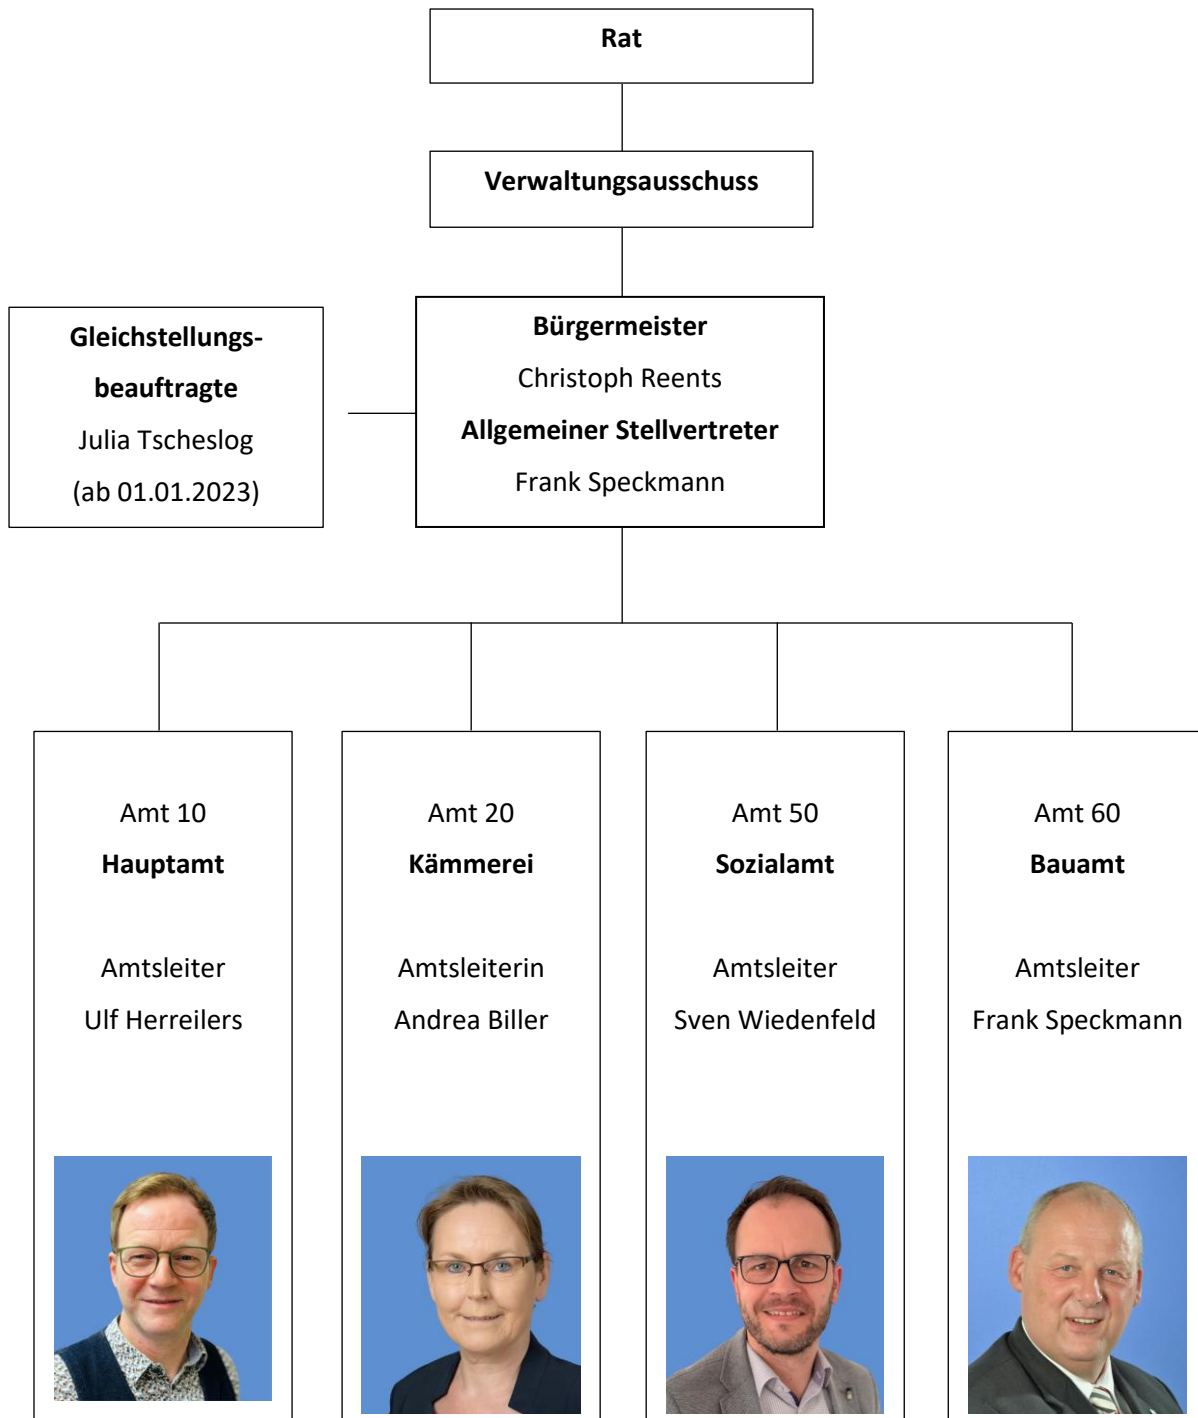 Rat
Verwaltungsausschuss
Gleichstellungs-
beauftragte
Julia Tscheslog
(ab 01.01.2023)
Bürgermeister
Christoph Reents
Allgemeiner Stellvertreter
Frank Speckmann
Amt 10
Hauptamt
Amtsleiter
Ulf Herreilers
Amt 20
Kämmerei
Amtsleiterin
Andrea Biller
Amt 50
Sozialamt
Amtsleiter
Sven Wiedenfeld
Amt 60
Bauamt
Amtsleiter
Frank Speckmann